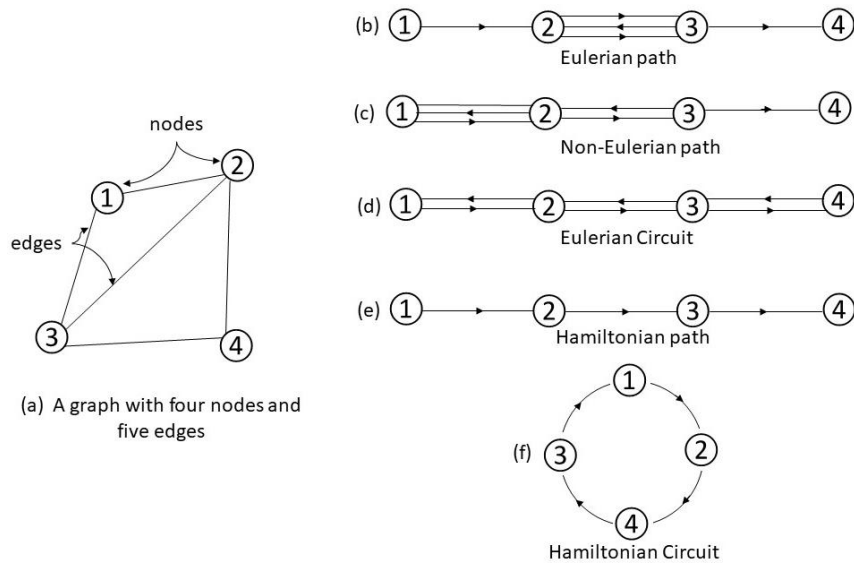 nodes
2
1
edges
3
4
(a) A graph with four nodes and
five edges
(b) 1 2 3 4
Eulerian path
(c) 1 2 3 4
Non-Eulerian path
(d) 1 2 3 4
Eulerian Circuit
(e) 1 2 3 4
Hamiltonian path
1
(f) 3 2
4
Hamiltonian Circuit